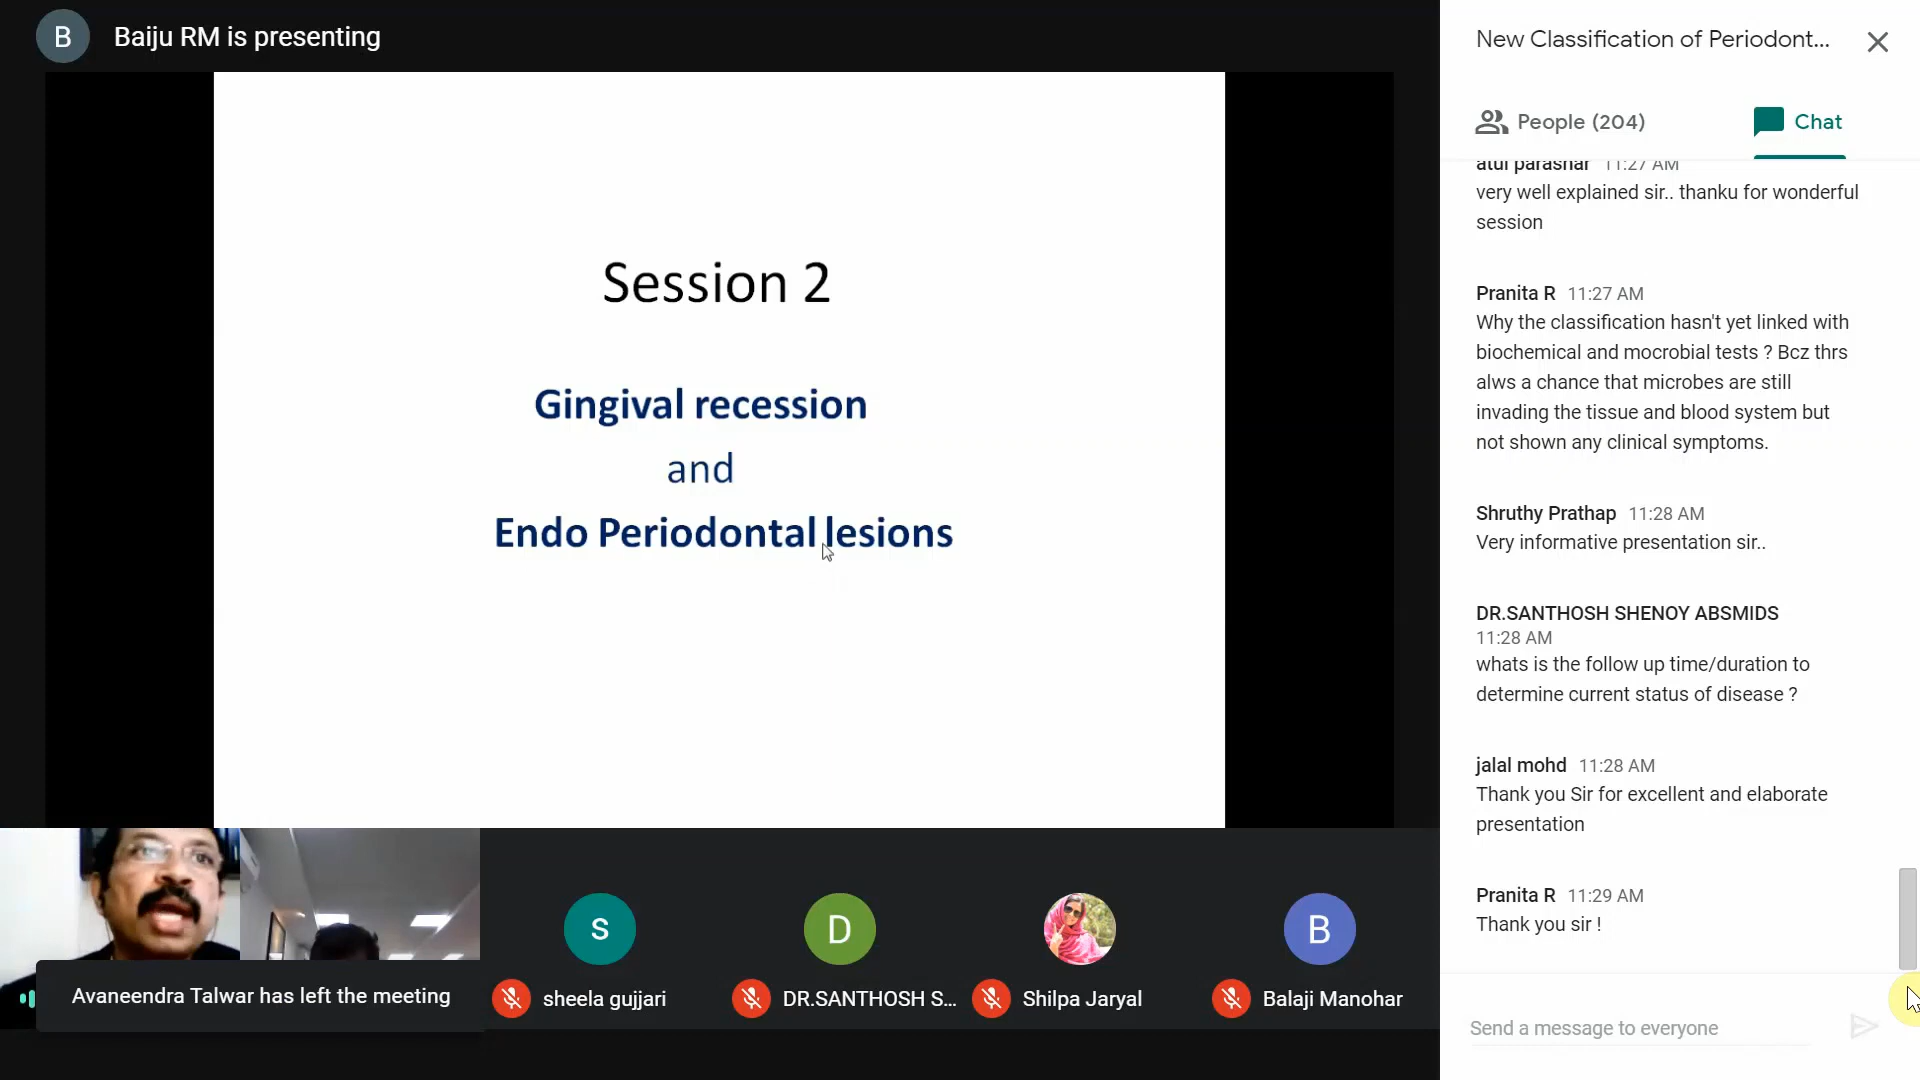 B
Baiju RM is presenting
Session 2
Gingival recession
and
Endo Periodontal lesions
Avaneendra Talwar has left the meeting
s
sheela gujjari
D
DR.SANTHOSH S...
Shilpa Jaryal
B
Balaji Manohar
New Classification of Periodont...
People (204)
Chat
atul parashar 11:27 AM
very well explained sir.. thanku for wonderful
session
Pranita R 11:27 AM
Why the classification hasn't yet linked with
biochemical and mocrobial tests ? Bcz thrs
alws a chance that microbes are still
invading the tissue and blood system but
not shown any clinical symptoms.
Shruthy Prathap 11:28 AM
Very informative presentation sir..
DR.SANTHOSH SHENOY ABSMIDS
11:28 AM
whats is the follow up time/duration to
determine current status of disease ?
jalal mohd 11:28 AM
Thank you Sir for excellent and elaborate
presentation
Pranita R 11:29 AM
Thank you sir !
Send a message to everyone